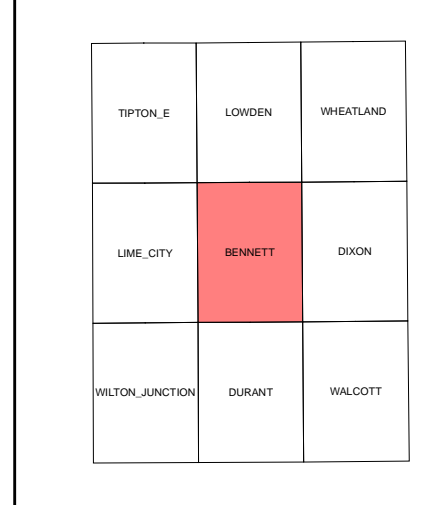 TIPTON_E LOWDEN WHEATLAND
LIME_CITY BENNETT DIXON
WILTON_JUNCTION DURANT WALCOTT